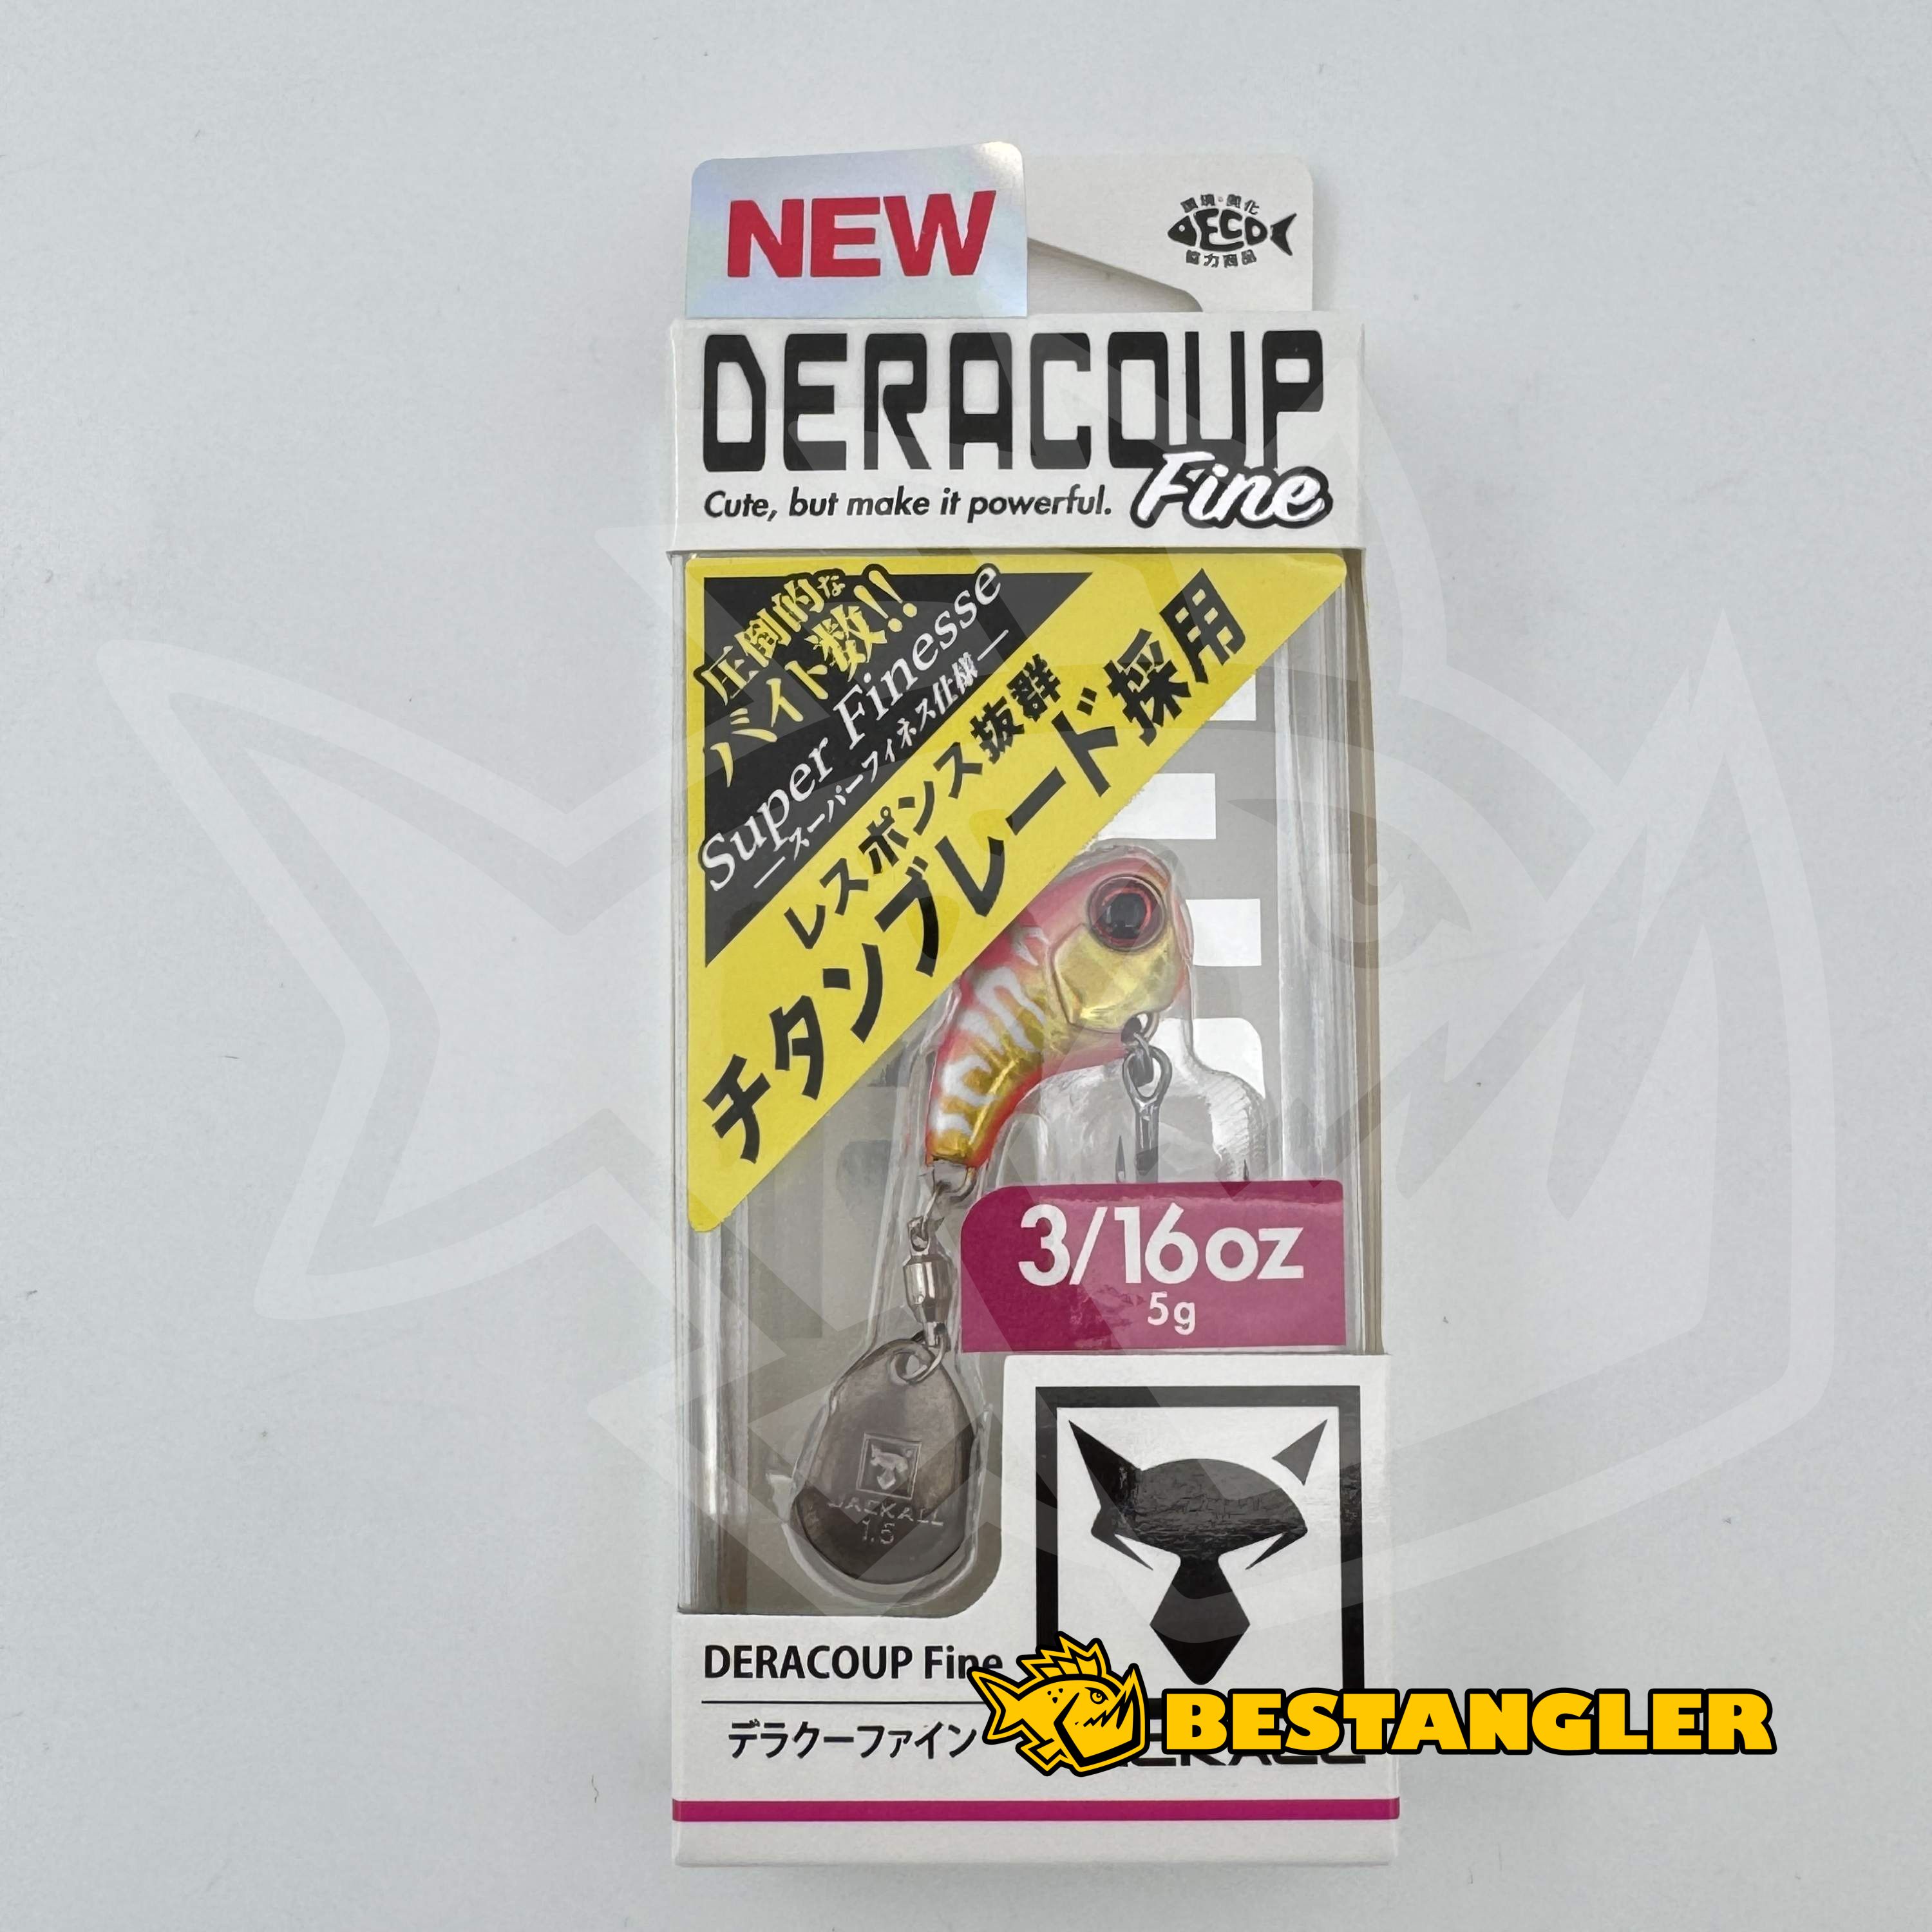 NEW
環境・美化
ECO
協力商品
DERACOUP
Fine
Cute, but make it powerful.
圧倒的な
バイト数!!
Super Finesse
スーパーフィネス仕様
レスポンス抜群
チタンブレード採用
3/16oz
5g
JACKALL
1.5
DERACOUP Fine
デラクーファイン
BESTANGLER